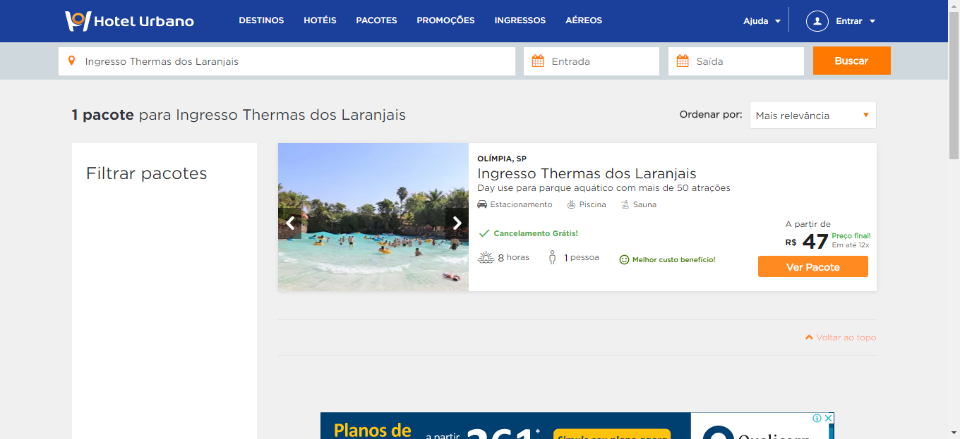 Hotel Urbano
DESTINOS HOTÉIS PACOTES PROMOÇÕES INGRESSOS AÉREOS
Ajuda Entrar
Ingresso Thermas dos Laranjais
Entrada
Saída
Buscar
1 pacote para Ingresso Thermas dos Laranjais
Ordenar por: Mais relevância
Filtrar pacotes
OLÍMPIA, SP
Ingresso Thermas dos Laranjais
Day use para parque aquático com mais de 50 atrações
Estacionamento Piscina Sauna
Cancelamento Grátis!
8 horas 1 pessoa Melhor custo benefício!
A partir de
R$ 47 Preço final!
Em até 12x
Ver Pacote
Voltar ao topo
Planos de
a partir
261*